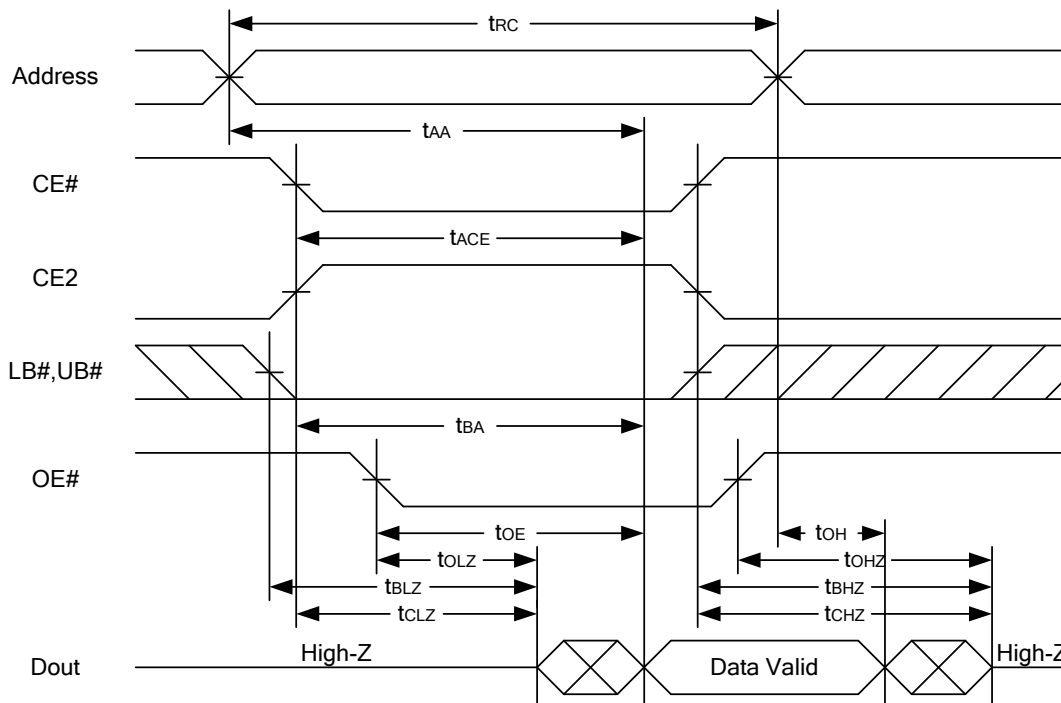 tRC
Address
tAA
CE#
tACE
CE2
LB#,UB#
tBA
OE#
tOE
tOH
tOLZ
tOHZ
tBLZ
tBHZ
tCLZ
tCHZ
High-Z
Dout
Data Valid
High-Z